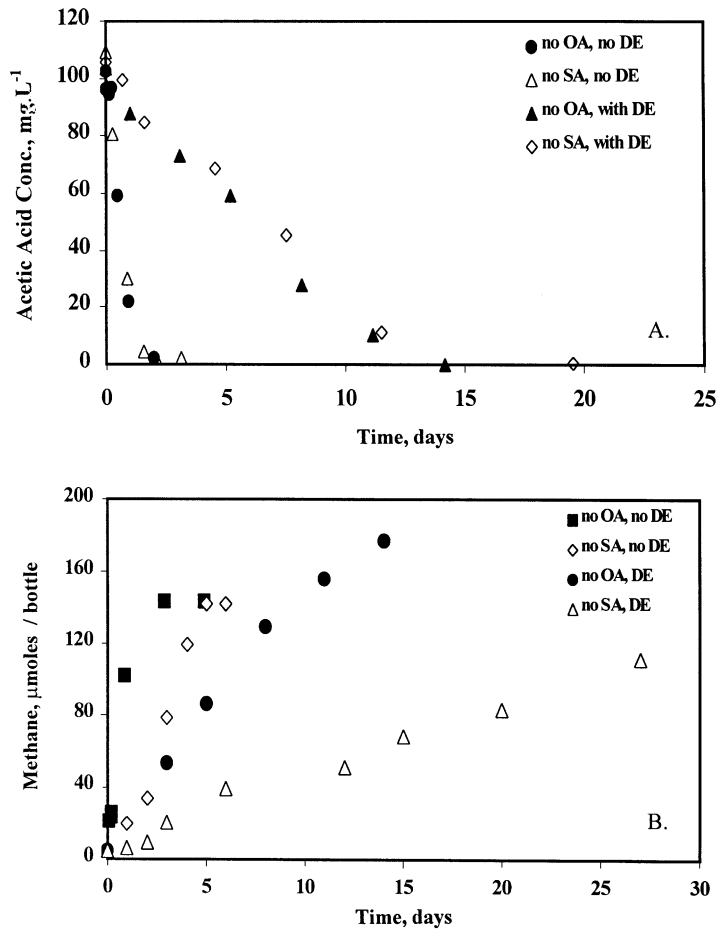 120
100
80
60
40
20
0
Acetic Acid Conc., mg.L⁻¹
no OA, no DE
no SA, no DE
no OA, with DE
no SA, with DE
A.
0 5 10 15 20 25
Time, days
200
160
120
80
40
0
Methane, µmoles / bottle
no OA, no DE
no SA, no DE
no OA, DE
no SA, DE
B.
0 5 10 15 20 25 30
Time, days